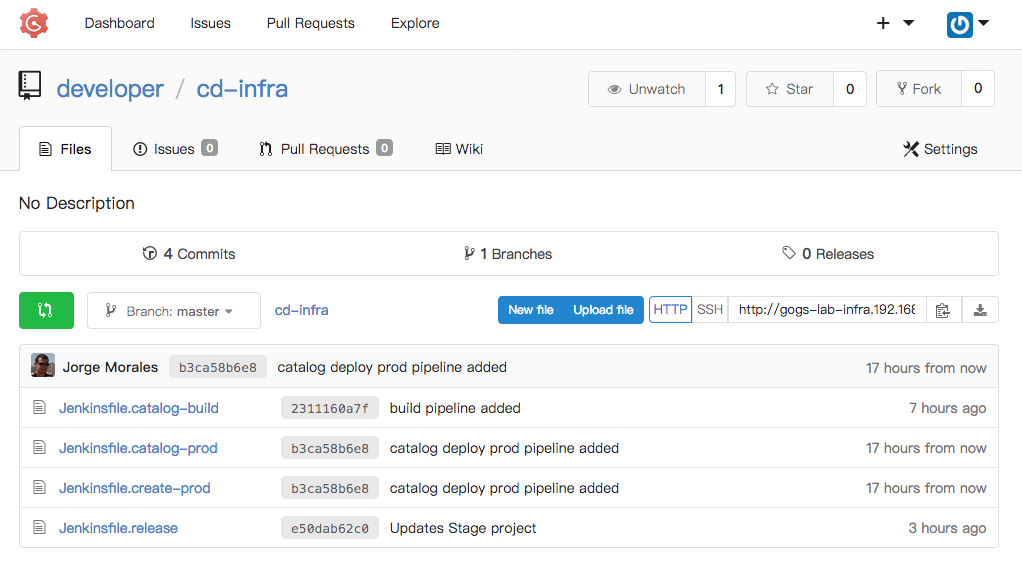 Dashboard Issues Pull Requests Explore
developer / cd-infra Unwatch 1 Star 0 Fork 0
Files Issues 0 Pull Requests 0 Wiki Settings
No Description
4 Commits 1 Branches 0 Releases
Branch: master cd-infra New file Upload file HTTP SSH http://gogs-lab-infra.192.168
Jorge Morales b3ca58b6e8 catalog deploy prod pipeline added 17 hours from now
Jenkinsfile.catalog-build 2311160a7f build pipeline added 7 hours ago
Jenkinsfile.catalog-prod b3ca58b6e8 catalog deploy prod pipeline added 17 hours from now
Jenkinsfile.create-prod b3ca58b6e8 catalog deploy prod pipeline added 17 hours from now
Jenkinsfile.release e50dab62c0 Updates Stage project 3 hours ago